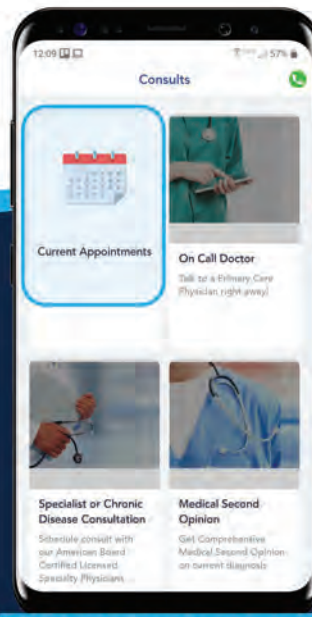 12:09
57%
Consults
Current Appointments
On Call Doctor
Talk to a Primary Care
Physician right away!
Specialist or Chronic
Disease Consultation
Schedule consult with
our American Board
Certified Licensed
Specialty Physicians
Medical Second
Opinion
Get Comprehensive
Medical Second Opinion
on current diagnosis